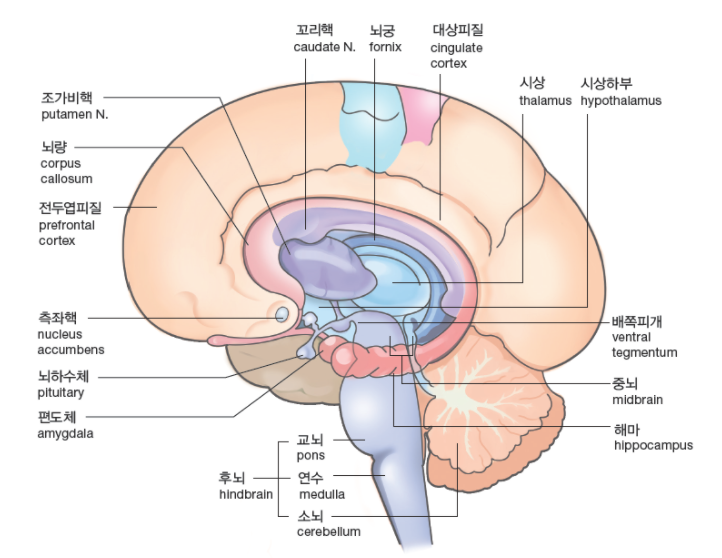 꼬리핵
caudate N.
뇌궁
fornix
대상피질
cingulate
cortex
시상
thalamus
시상하부
hypothalamus
조가비핵
putamen N.
뇌량
corpus
callosum
전두엽피질
prefrontal
cortex
측좌핵
nucleus
accumbens
뇌하수체
pituitary
편도체
amygdala
배쪽피개
ventral
tegmentum
중뇌
midbrain
해마
hippocampus
후뇌
hindbrain
교뇌
pons
연수
medulla
소뇌
cerebellum